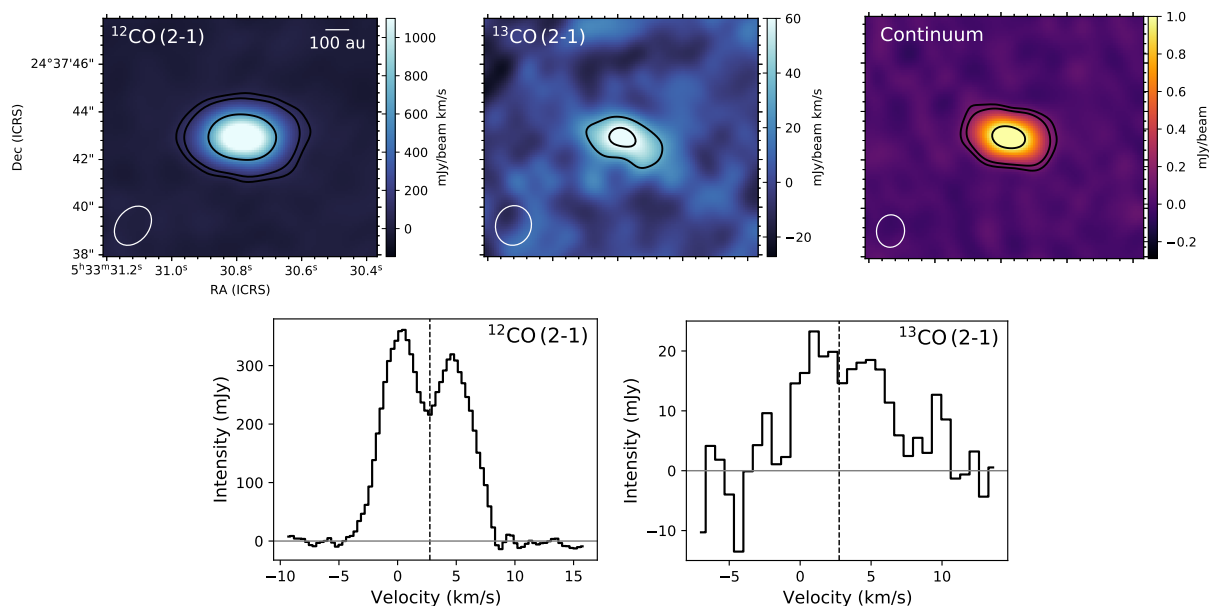 ¹²CO (2-1)
100 au
24°37'46"
44"
42"
40"
38"
Dec (ICRS)
5ʰ33ᵐ31.2ˢ
31.0ˢ
30.8ˢ
30.6ˢ
30.4ˢ
RA (ICRS)
1000
800
600
400
200
0
mJy/beam km/s
¹³CO (2-1)
60
40
20
0
−20
mJy/beam km/s
Continuum
1.0
0.8
0.6
0.4
0.2
0.0
−0.2
mJy/beam
¹²CO (2-1)
300
200
100
0
Intensity (mJy)
−10
−5
0
5
10
15
Velocity (km/s)
¹³CO (2-1)
20
10
0
−10
Intensity (mJy)
−5
0
5
10
Velocity (km/s)